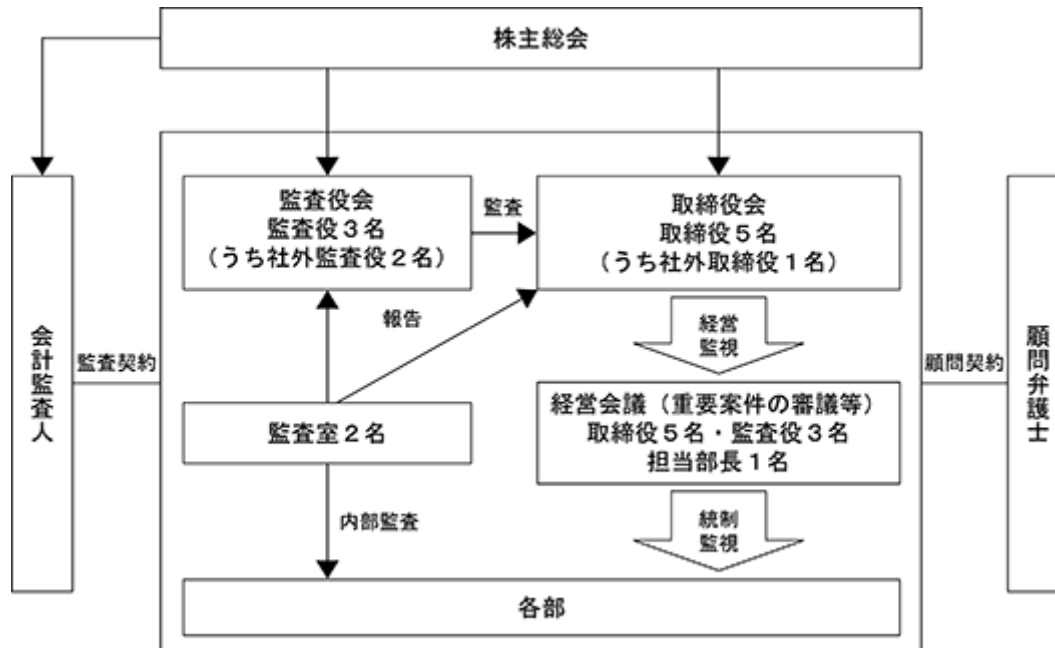 株主総会
監査役会
監査役３名
（うち社外監査役２名）
監査
取締役会
取締役５名
（うち社外取締役１名）
報告
経営
監視
会計監査人
監査契約
顧問契約
顧問弁護士
監査室２名
経営会議（重要案件の審議等）
取締役５名・監査役３名
担当部長１名
内部監査
統制
監視
各部